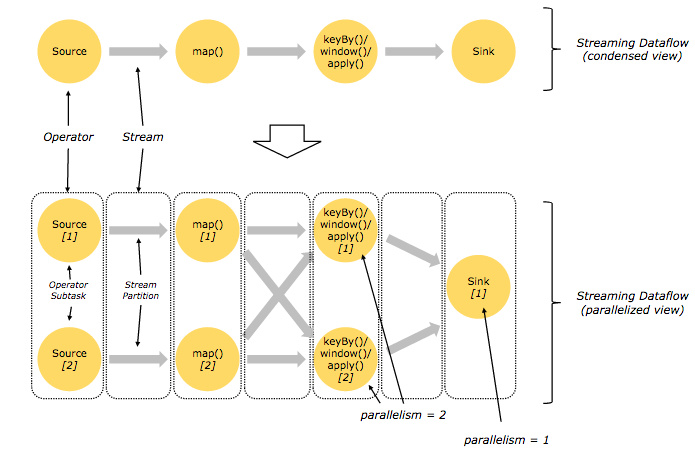 Source
map()
keyBy()/
window()/
apply()
Sink
Streaming Dataflow
(condensed view)
Operator
Stream
Source
[1]
map()
[1]
keyBy()/
window()/
apply()
[1]
Operator
Subtask
Stream
Partition
Sink
[1]
Streaming Dataflow
(parallelized view)
Source
[2]
map()
[2]
keyBy()/
window()/
apply()
[2]
parallelism = 2
parallelism = 1